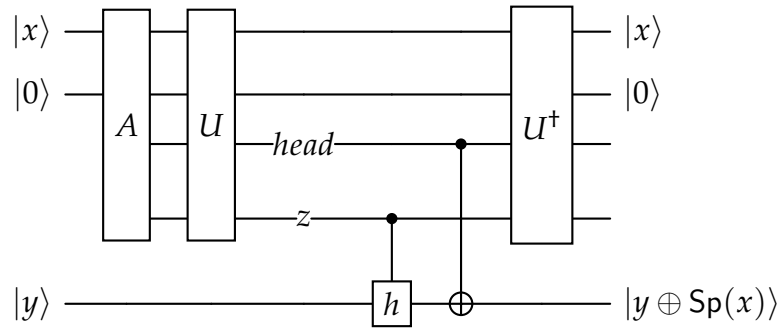 |x⟩ |x⟩
|0⟩ |0⟩
A U U†
head
z
|y⟩ h |y ⊕ Sp(x)⟩